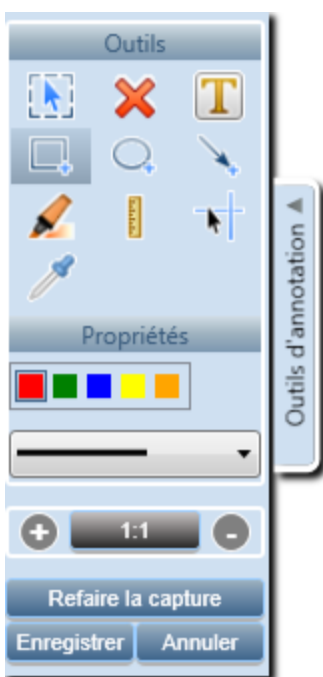 Outils
T
Propriétés
Outils d'annotation ▲
+ 1:1 -
Refaire la capture
Enregistrer Annuler